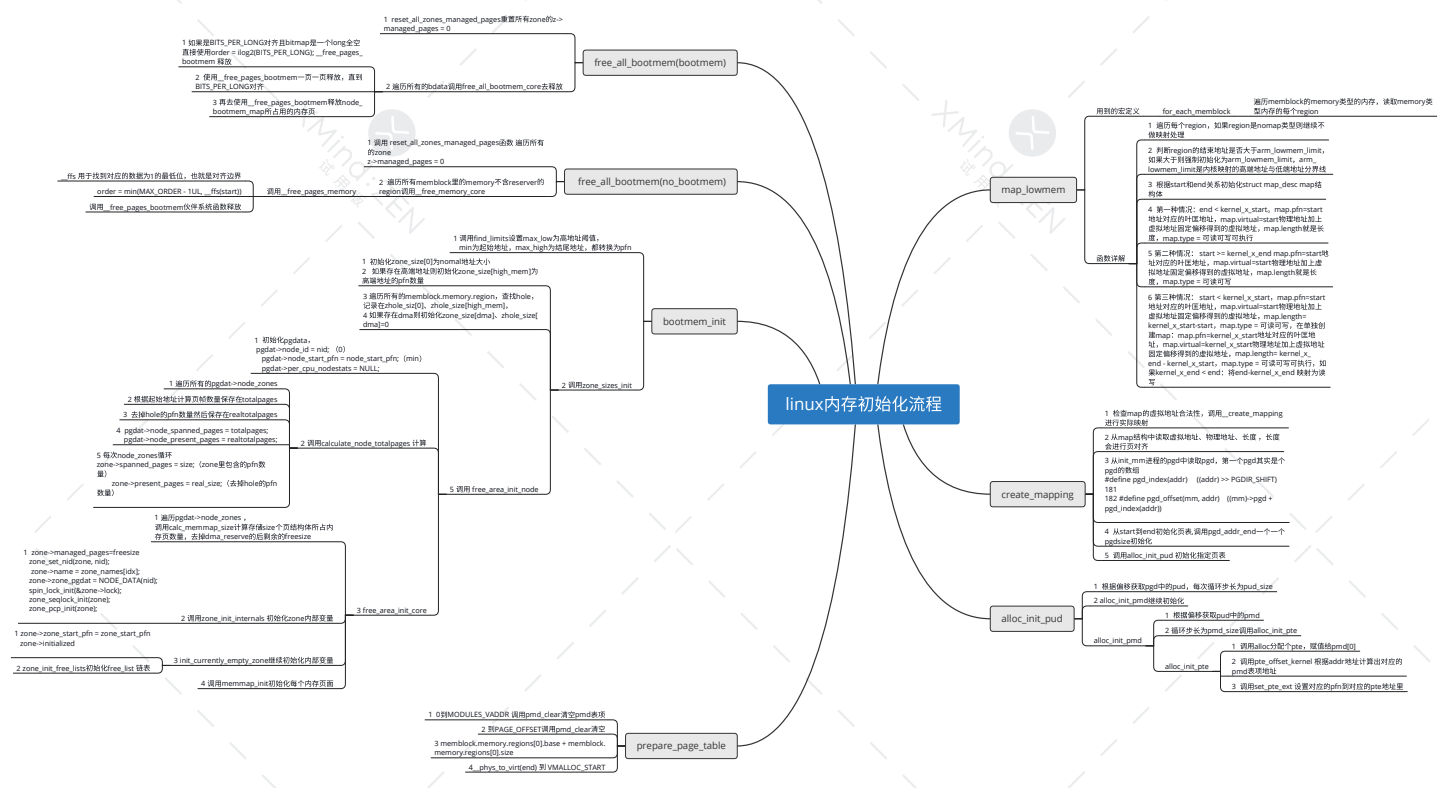 linux内存初始化流程
free_all_bootmem(bootmem)
1 reset_all_zones_managed_pages重置所有zone的z->
managed_pages = 0
2 遍历所有的bdata调用free_all_bootmem_core去释放
1 如果是BITS_PER_LONG对齐且bitmap是一个long全空
直接使用order = ilog2(BITS_PER_LONG); __free_pages_
bootmem 释放
2 使用__free_pages_bootmem一页一页释放，直到
BITS_PER_LONG对齐
3 再去使用__free_pages_bootmem释放node_
bootmem_map所占用的内存页
free_all_bootmem(no_bootmem)
1 调用 reset_all_zones_managed_pages函数 遍历所有
的zone
z->managed_pages = 0
2 遍历所有memblock里的memory不含reserver的
region调用__free_memory_core
调用__free_pages_memory
__ffs 用于找到对应的数据为1的最低位，也就是对齐边界
order = min(MAX_ORDER - 1UL, __ffs(start))
调用__free_pages_bootmem伙伴系统函数释放
bootmem_init
1 调用find_limits设置max_low为高地址阈值，
min为起始地址，max_high为结尾地址，都转换为pfn
2 调用zone_sizes_init
1 初始化zone_size[0]为nomal地址大小
2 如果存在高端地址则初始化zone_size[high_mem]为
高端地址的pfn数量
3 遍历所有的memblock.memory.region，查找hole，
记录在zhole_siz[0]、zhole_size[high_mem]，
4 如果存在dma则初始化zone_size[dma}、zhole_size[
dma]=0
5 调用 free_area_init_node
1 初始化pgdata，
pgdat->node_id = nid; （0）
pgdat->node_start_pfn = node_start_pfn;（min）
pgdat->per_cpu_nodestats = NULL;
2 调用calculate_node_totalpages 计算
1 遍历所有的pgdat->node_zones
2 根据起始地址计算页帧数量保存在totalpages
3 去掉hole的pfn数量然后保存在realtotalpages
4 pgdat->node_spanned_pages = totalpages;
pgdat->node_present_pages = realtotalpages;
5 每次node_zones循环
zone->spanned_pages = size;（zone里包含的pfn数
量）
zone->present_pages = real_size;（去掉hole的pfn
数量）
3 free_area_init_core
1 遍历pgdat->node_zones ，
调用calc_memmap_size计算存储size个页结构体所占内
存页数量，去掉dma_reserve的后剩余的freesize
2 调用zone_init_internals 初始化zone内部变量
1 zone->managed_pages=freesize
zone_set_nid(zone, nid);
zone->name = zone_names[idx];
zone->zone_pgdat = NODE_DATA(nid);
spin_lock_init(&zone->lock);
zone_seqlock_init(zone);
zone_pcp_init(zone);
3 init_currently_empty_zone继续初始化内部变量
1 zone->zone_start_pfn = zone_start_pfn
zone->initialized
2 zone_init_free_lists初始化free_list 链表
4 调用memmap_init初始化每个内存页面
prepare_page_table
1 0到MODULES_VADDR 调用pmd_clear清空pmd表项
2 到PAGE_OFFSET调用pmd_clear清空
3 memblock.memory.regions[0].base + memblock.
memory.regions[0].size
4__phys_to_virt(end) 到 VMALLOC_START
map_lowmem
用到的宏定义
for_each_memblock
遍历memblock的memory类型的内存，读取memory类
型内存的每个region
函数详解
1 遍历每个region，如果region是nomap类型则继续不
做映射处理
2 判断region的结束地址是否大于arm_lowmem_limit，
如果大于则强制初始化为arm_lowmem_limit，arm_
lowmem_limit是内核映射的高端地址与低端地址分界线
3 根据start和end关系初始化struct map_desc map结
构体
4 第一种情况：end < kernel_x_start，map.pfn=start
地址对应的叶匡地址，map.virtual=start物理地址加上
虚拟地址固定偏移得到的虚拟地址，map.length就是长
度，map.type = 可读可写可执行
5 第二种情况： start >= kernel_x_end map.pfn=start地
址对应的叶匡地址，map.virtual=start物理地址加上虚
拟地址固定偏移得到的虚拟地址，map.length就是长
度，map.type = 可读可写
6 第三种情况： start < kernel_x_start，map.pfn=start
地址对应的叶匡地址，map.virtual=start物理地址加上
虚拟地址固定偏移得到的虚拟地址，map.length=
kernel_x_start-start，map.type = 可读可写，在单独创
建map：map.pfn=kernel_x_start地址对应的叶匡地
址，map.virtual=kernel_x_start物理地址加上虚拟地址
固定偏移得到的虚拟地址，map.length= kernel_x_
end - kernel_x_start，map.type = 可读可写可执行，如
果kernel_x_end < end：将end-kernel_x_end 映射为读
写
create_mapping
1 检查map的虚拟地址合法性，调用__create_mapping
进行实际映射
2 从map结构中读取虚拟地址、物理地址、长度 ，长度
会进行页对齐
3 从init_mm进程的pgd中读取pgd，第一个pgd其实是个
pgd的数组
#define pgd_index(addr) ((addr) >> PGDIR_SHIFT)
181
182 #define pgd_offset(mm, addr) ((mm)->pgd +
pgd_index(addr))
4 从start到end初始化页表,调用pgd_addr_end一个一个
pgdsize初始化
5 调用alloc_init_pud 初始化指定页表
alloc_init_pud
1 根据偏移获取pgd中的pud，每次循环步长为pud_size
2 alloc_init_pmd继续初始化
alloc_init_pmd
1 根据偏移获取pud中的pmd
2 循环步长为pmd_size调用alloc_init_pte
alloc_init_pte
1 调用alloc分配个pte，赋值给pmd[0]
2 调用pte_offset_kernel 根据addr地址计算出对应的
pmd表项地址
3 调用set_pte_ext 设置对应的pfn到对应的pte地址里
XMind:ZEN
试用版
XMind:ZEN